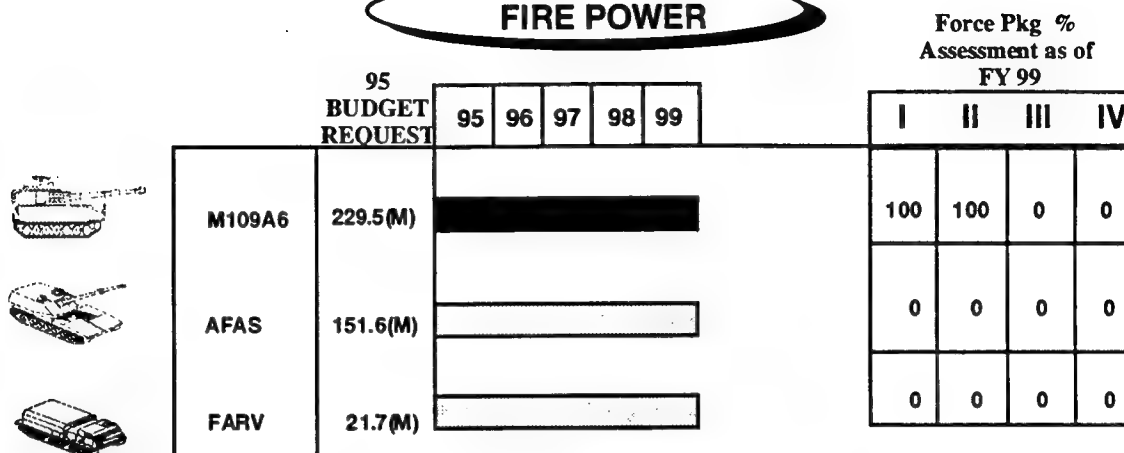 FIRE POWER
Force Pkg %
Assessment as of
FY 99
95
BUDGET
REQUEST
95 96 97 98 99
I II III IV
M109A6 229.5(M) 100 100 0 0
AFAS 151.6(M) 0 0 0 0
FARV 21.7(M) 0 0 0 0